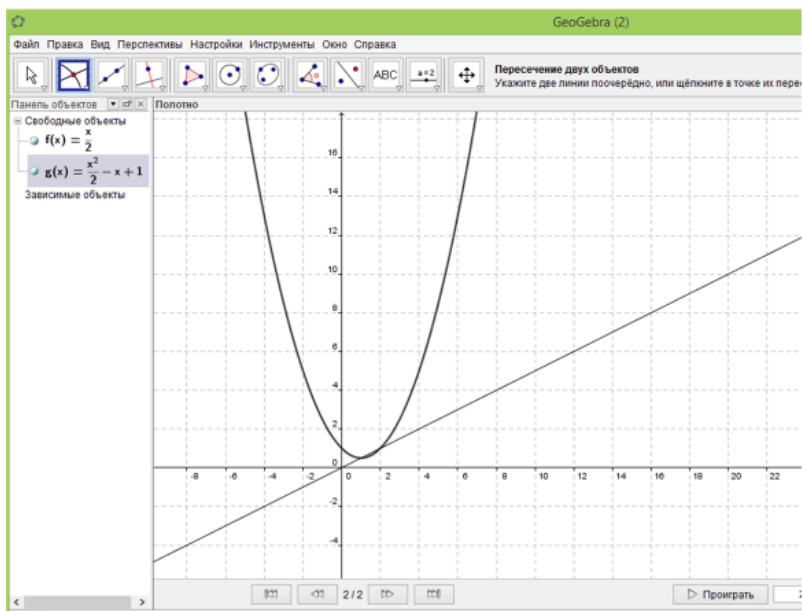 GeoGebra (2)
Файл Правка Вид Перспективы Настройки Инструменты Окно Справка
ABC
a=2
Пересечение двух объектов
Укажите две линии поочерёдно, или щёлкните в точке их пере
Панель объектов
Полотно
Свободные объекты
f(x) = x/2
g(x) = x²/2 − x + 1
Зависимые объекты
16
14
12
10
8
6
4
2
0
-8 -6 -4 -2 0 2 4 6 8 10 12 14 16 18 20 22
-2
-4
2 / 2
Проиграть
2